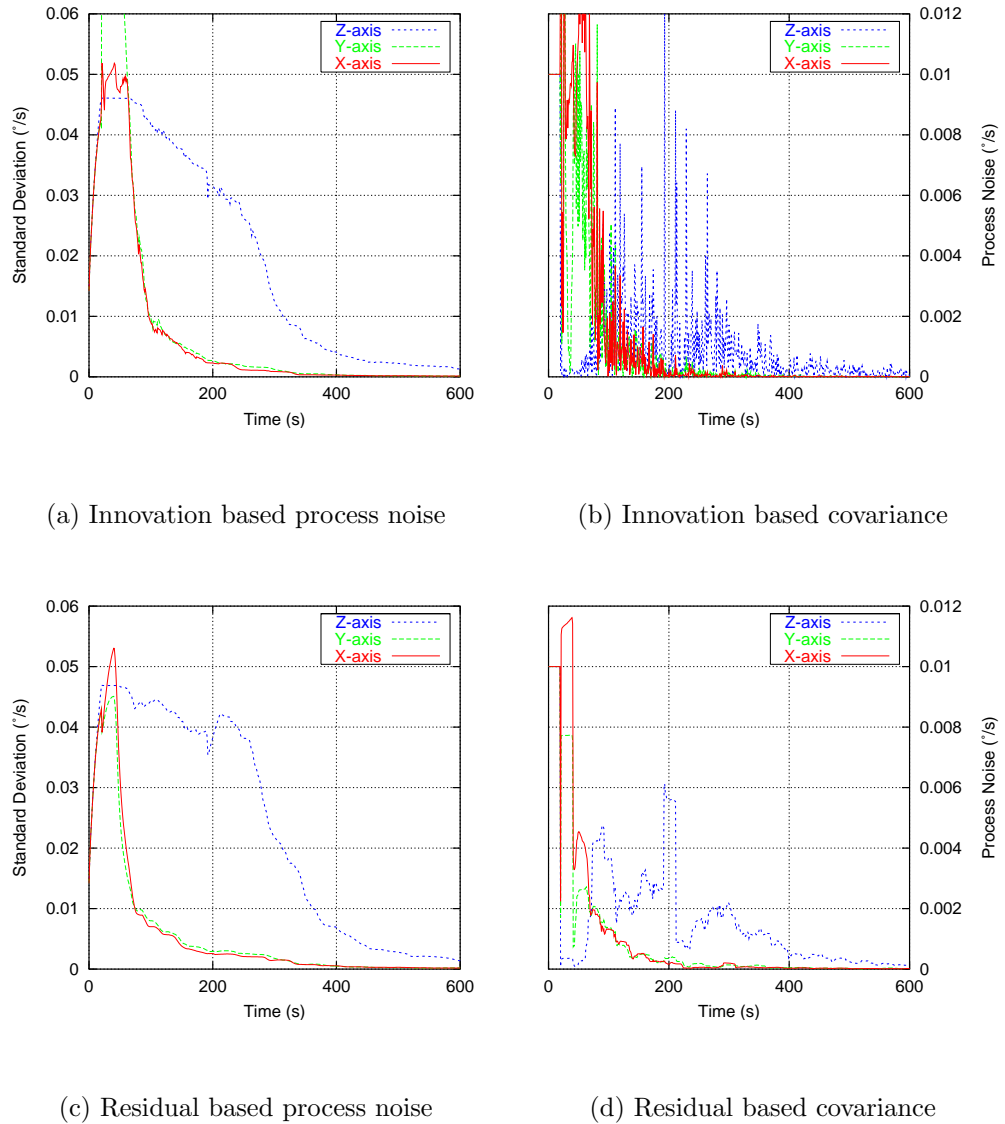 0.06
0.05
0.04
0.03
0.02
0.01
0
0 200 400 600
Standard Deviation (˚/s)
Time (s)
Z-axis
Y-axis
X-axis
0.012
0.01
0.008
0.006
0.004
0.002
0
0 200 400 600
Process Noise (˚/s)
Time (s)
Z-axis
Y-axis
X-axis
(a) Innovation based process noise
(b) Innovation based covariance
0.06
0.05
0.04
0.03
0.02
0.01
0
0 200 400 600
Standard Deviation (˚/s)
Time (s)
Z-axis
Y-axis
X-axis
0.012
0.01
0.008
0.006
0.004
0.002
0
0 200 400 600
Process Noise (˚/s)
Time (s)
Z-axis
Y-axis
X-axis
(c) Residual based process noise
(d) Residual based covariance